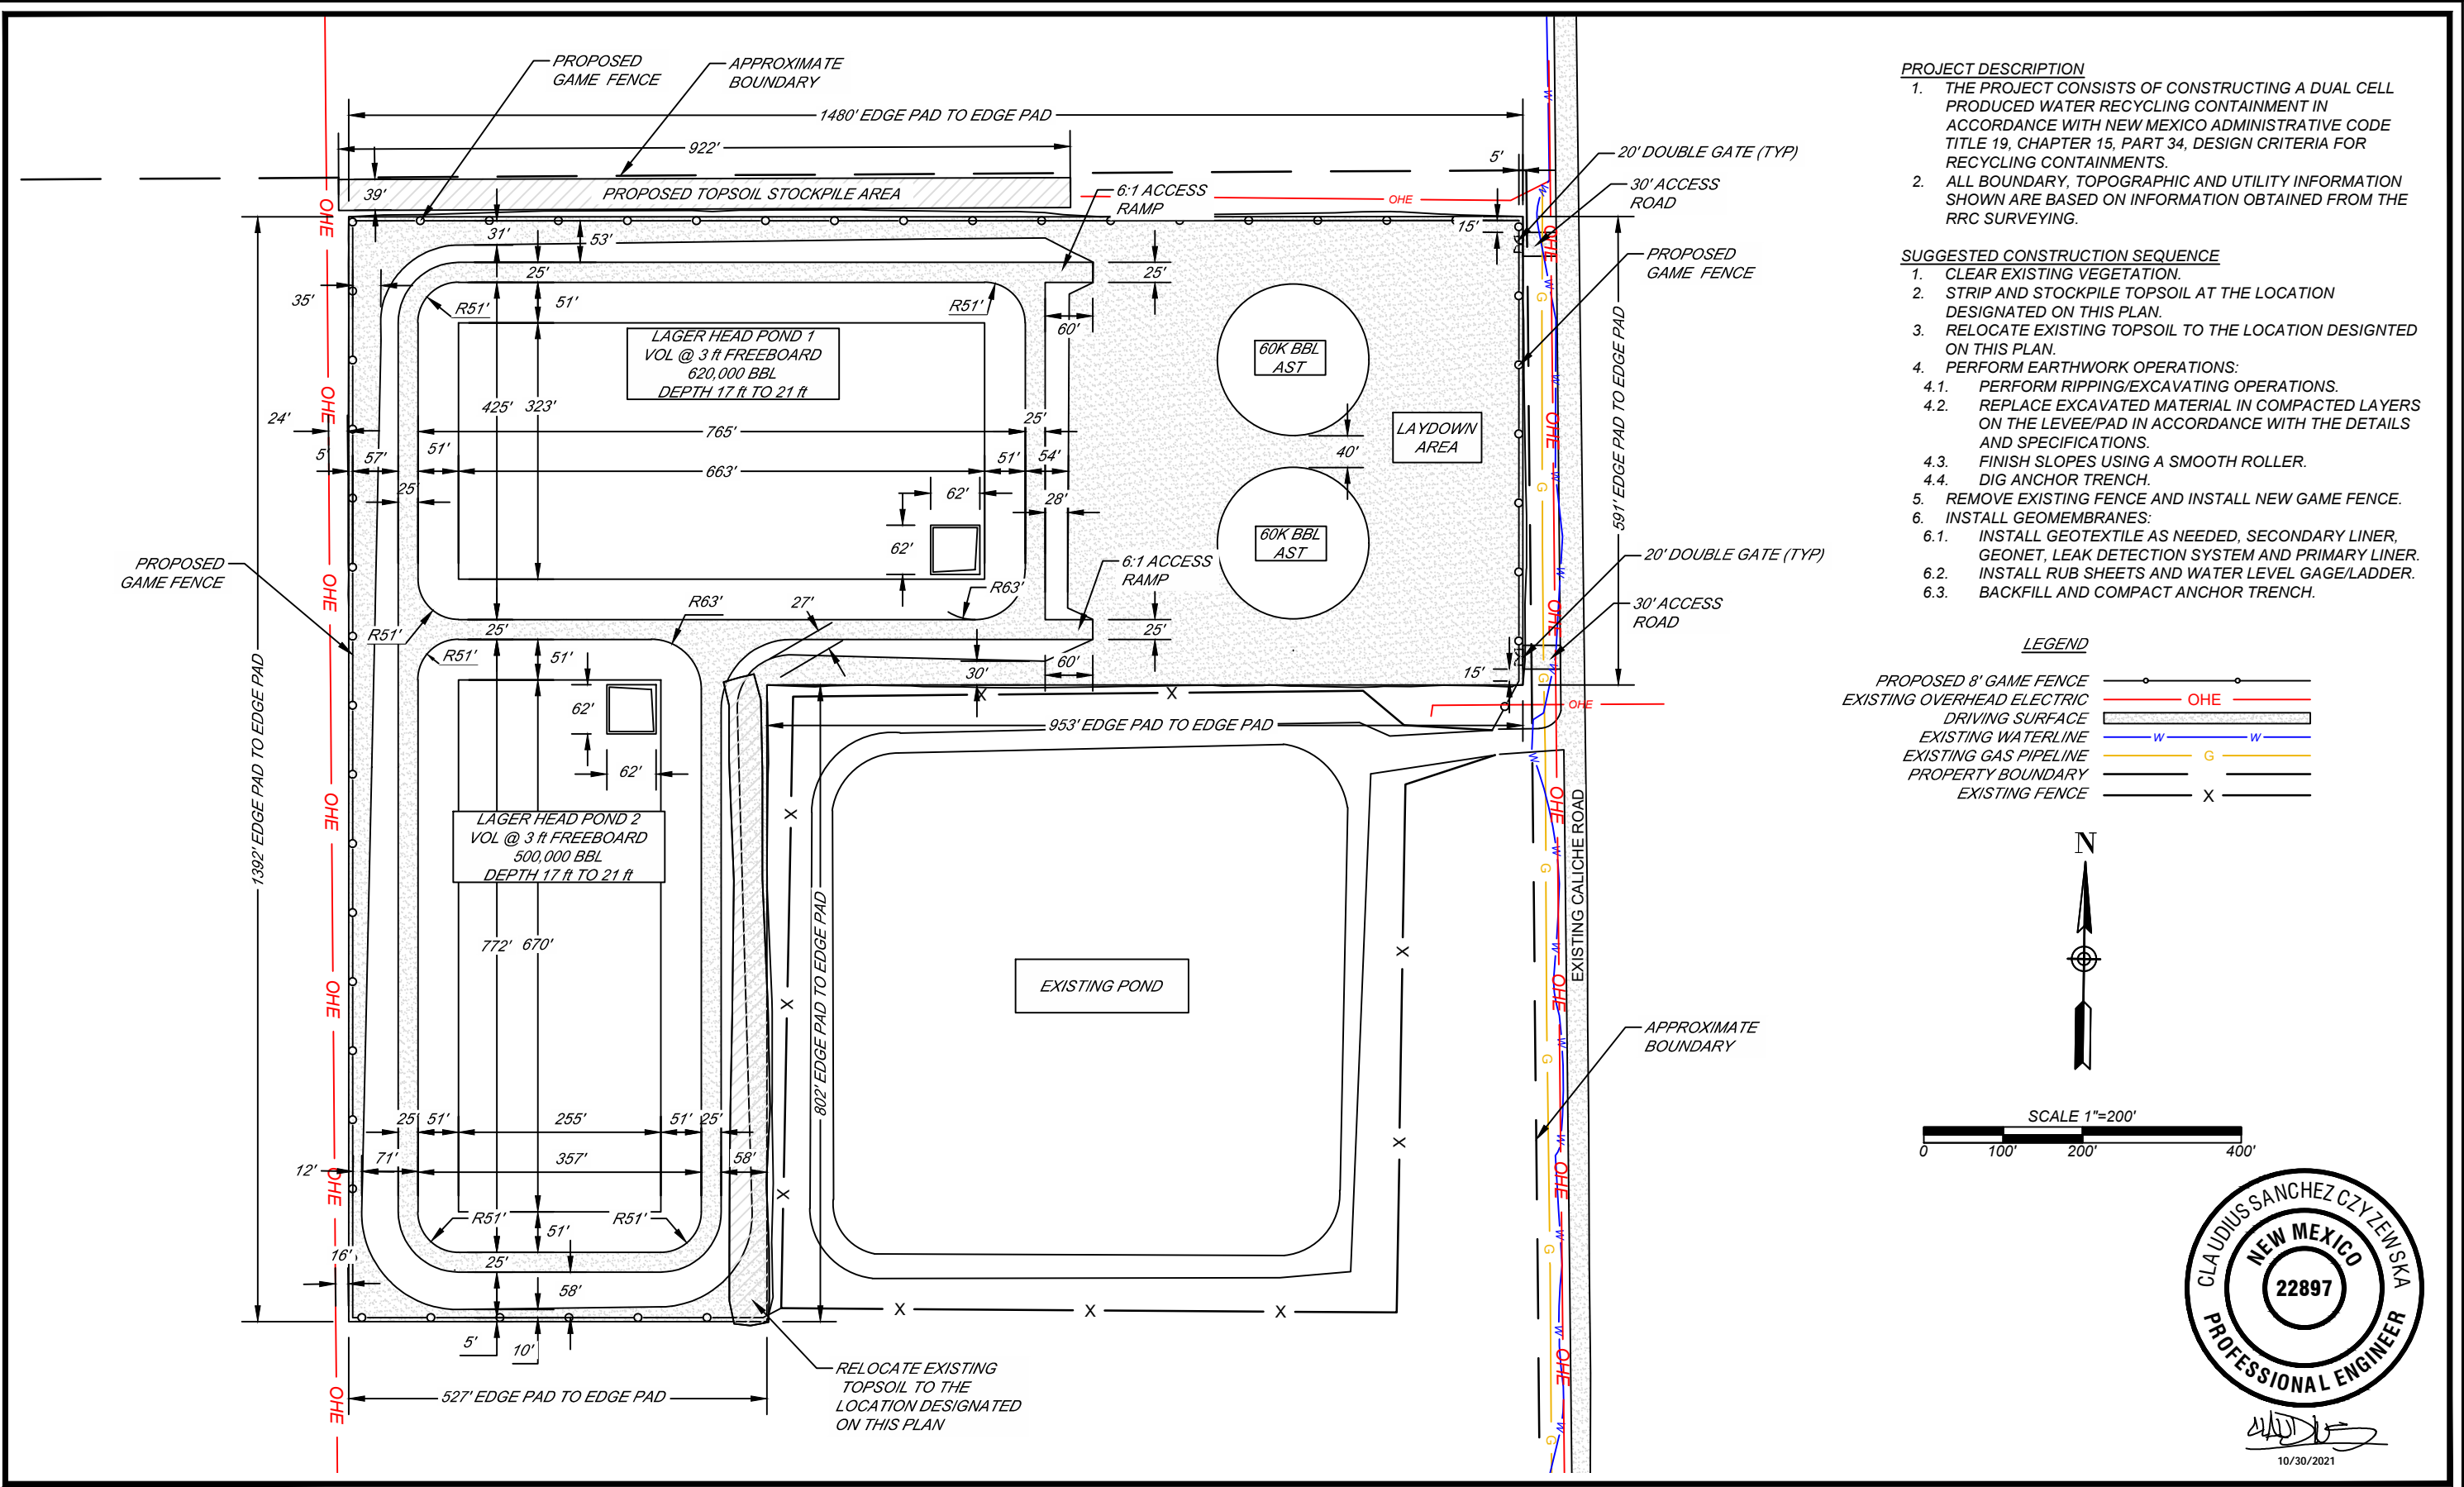 PROPOSED
GAME FENCE
APPROXIMATE
BOUNDARY
1480' EDGE PAD TO EDGE PAD
922'
5'
20' DOUBLE GATE (TYP)
39'
PROPOSED TOPSOIL STOCKPILE AREA
6:1 ACCESS
RAMP
OHE
30' ACCESS
ROAD
W
W
OHE
31'
53'
15'
OHE
25'
25'
PROPOSED
GAME FENCE
35'
51'
R51'
R51'
60'
W
G
LAGER HEAD POND 1
VOL @ 3 ft FREEBOARD
620,000 BBL
DEPTH 17 ft TO 21 ft
60K BBL
AST
591' EDGE PAD TO EDGE PAD
OHE
425'
323'
24'
765'
25'
LAYDOWN
AREA
OHE
5'
57'
51'
663'
51'
54'
40'
25'
62'
28'
W
G
62'
60K BBL
AST
PROPOSED
GAME FENCE
6:1 ACCESS
RAMP
20' DOUBLE GATE (TYP)
OHE
R63'
W
30' ACCESS
ROAD
R63'
27'
OHE
R51'
25'
25'
R51'
51'
30'
60'
15'
W
G
X
X
62'
953' EDGE PAD TO EDGE PAD
OHE
1392' EDGE PAD TO EDGE PAD
62'
W
OHE
X
OHE
LAGER HEAD POND 2
VOL @ 3 ft FREEBOARD
500,000 BBL
DEPTH 17 ft TO 21 ft
W
G
EXISTING CALICHE ROAD
772'
670'
802' EDGE PAD TO EDGE PAD
X
W
OHE
X
EXISTING POND
OHE
APPROXIMATE
BOUNDARY
W
G
25'
51'
255'
51'
25'
X
W
12'
71'
357'
58'
OHE
X
OHE
R51'
R51'
51'
W
16'
25'
G
58'
X
X
X
W
5'
10'
OHE
RELOCATE EXISTING
TOPSOIL TO THE
LOCATION DESIGNATED
ON THIS PLAN
527' EDGE PAD TO EDGE PAD
OHE
W
G
PROJECT DESCRIPTION
1. THE PROJECT CONSISTS OF CONSTRUCTING A DUAL CELL
PRODUCED WATER RECYCLING CONTAINMENT IN
ACCORDANCE WITH NEW MEXICO ADMINISTRATIVE CODE
TITLE 19, CHAPTER 15, PART 34, DESIGN CRITERIA FOR
RECYCLING CONTAINMENTS.
2. ALL BOUNDARY, TOPOGRAPHIC AND UTILITY INFORMATION
SHOWN ARE BASED ON INFORMATION OBTAINED FROM THE
RRC SURVEYING.
SUGGESTED CONSTRUCTION SEQUENCE
1. CLEAR EXISTING VEGETATION.
2. STRIP AND STOCKPILE TOPSOIL AT THE LOCATION
DESIGNATED ON THIS PLAN.
3. RELOCATE EXISTING TOPSOIL TO THE LOCATION DESIGNTED
ON THIS PLAN.
4. PERFORM EARTHWORK OPERATIONS:
4.1. PERFORM RIPPING/EXCAVATING OPERATIONS.
4.2. REPLACE EXCAVATED MATERIAL IN COMPACTED LAYERS
ON THE LEVEE/PAD IN ACCORDANCE WITH THE DETAILS
AND SPECIFICATIONS.
4.3. FINISH SLOPES USING A SMOOTH ROLLER.
4.4. DIG ANCHOR TRENCH.
5. REMOVE EXISTING FENCE AND INSTALL NEW GAME FENCE.
6. INSTALL GEOMEMBRANES:
6.1. INSTALL GEOTEXTILE AS NEEDED, SECONDARY LINER,
GEONET, LEAK DETECTION SYSTEM AND PRIMARY LINER.
6.2. INSTALL RUB SHEETS AND WATER LEVEL GAGE/LADDER.
6.3. BACKFILL AND COMPACT ANCHOR TRENCH.
LEGEND
PROPOSED 8' GAME FENCE
EXISTING OVERHEAD ELECTRIC OHE
DRIVING SURFACE
EXISTING WATERLINE W W
EXISTING GAS PIPELINE G
PROPERTY BOUNDARY
EXISTING FENCE X
N
SCALE 1"=200'
0 100' 200' 400'
CLAUDIUS SANCHEZ CZYZEWSKA
NEW MEXICO
22897
PROFESSIONAL ENGINEER
10/30/2021